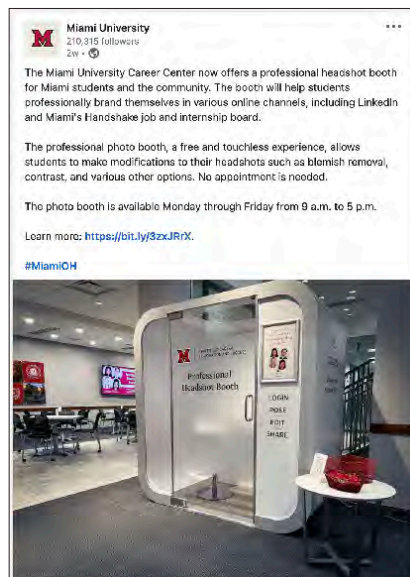 Miami University
210,315 followers
2w •
The Miami University Career Center now offers a professional headshot booth
for Miami students and the community. The booth will help students
professionally brand themselves in various online channels, including LinkedIn
and Miami's Handshake job and internship board.
The professional photo booth, a free and touchless experience, allows
students to make modifications to their headshots such as blemish removal,
contrast, and various other options. No appointment is needed.
The photo booth is available Monday through Friday from 9 a.m. to 5 p.m.
Learn more: https://bit.ly/3zxJRrX.
#MiamiOH
Professional
Headshot Booth
LOGIN
POSE
EDIT
SHARE